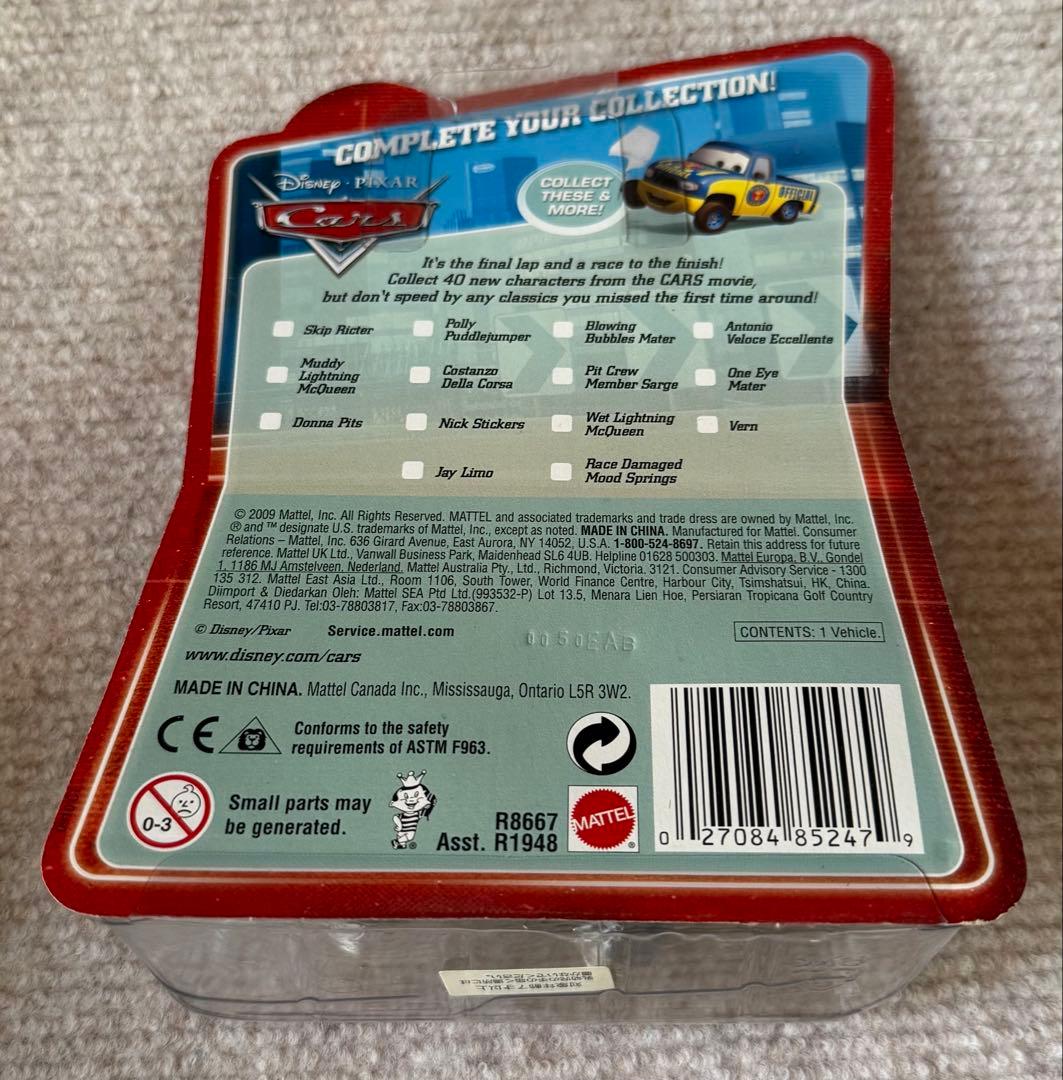 COMPLETE YOUR COLLECTION!
Disney · PIXAR
Cars
COLLECT
THESE &
MORE!
OFFICIAL
It's the final lap and a race to the finish!
Collect 40 new characters from the CARS movie,
but don't speed by any classics you missed the first time around!
Skip Ricter
Polly
Puddlejumper
Blowing
Bubbles Mater
Antonio
Veloce Eccellente
Muddy
Lightning
McQueen
Costanzo
Della Corsa
Pit Crew
Member Sarge
One Eye
Mater
Donna Pits
Nick Stickers
Wet Lightning
McQueen
Vern
Jay Limo
Race Damaged
Mood Springs
© 2009 Mattel, Inc. All Rights Reserved. MATTEL and associated trademarks and trade dress are owned by Mattel, Inc.
® and ™ designate U.S. trademarks of Mattel, Inc., except as noted. MADE IN CHINA. Manufactured for Mattel. Consumer
Relations – Mattel, Inc. 636 Girard Avenue, East Aurora, NY 14052, U.S.A. 1-800-524-8697. Retain this address for future
reference. Mattel UK Ltd., Vanwall Business Park, Maidenhead SL6 4UB. Helpline 01628 500303. Mattel Europa, B.V., Gondel
1, 1186 MJ Amstelveen, Nederland. Mattel Australia Pty., Ltd., Richmond, Victoria. 3121. Consumer Advisory Service - 1300
135 312. Mattel East Asia Ltd., Room 1106, South Tower, World Finance Centre, Harbour City, Tsimshatsui, HK, China.
Diimport & Diedarkan Oleh: Mattel SEA Ptd Ltd.(993532-P) Lot 13.5, Menara Lien Hoe, Persiaran Tropicana Golf Country
Resort, 47410 PJ. Tel:03-78803817, Fax:03-78803867.
© Disney/Pixar
Service.mattel.com
0050EAB
CONTENTS: 1 Vehicle.
www.disney.com/cars
MADE IN CHINA. Mattel Canada Inc., Mississauga, Ontario L5R 3W2.
CE
Conforms to the safety
requirements of ASTM F963.
0-3
Small parts may
be generated.
R8667
Asst. R1948
MATTEL
®
0 27084 85247 9
対象年齢7才以上